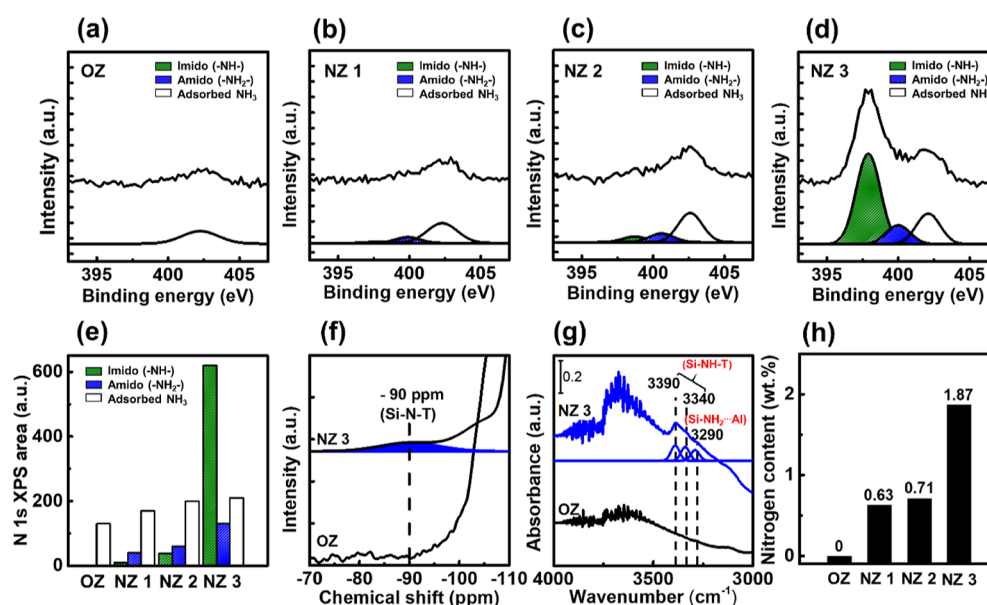 (a)
OZ
Imido (-NH-)
Amido (-NH₂-)
Adsorbed NH₃
Intensity (a.u.)
395 400 405
Binding energy (eV)
(b)
NZ 1
Imido (-NH-)
Amido (-NH₂-)
Adsorbed NH₃
Intensity (a.u.)
395 400 405
Binding energy (eV)
(c)
NZ 2
Imido (-NH-)
Amido (-NH₂-)
Adsorbed NH₃
Intensity (a.u.)
395 400 405
Binding energy (eV)
(d)
NZ 3
Imido (-NH-)
Amido (-NH₂-)
Adsorbed NH
Intensity (a.u.)
395 400 405
Binding energy (eV)
(e)
Imido (-NH-)
Amido (-NH₂-)
Adsorbed NH₃
N 1s XPS area (a.u.)
600
400
200
0
OZ NZ 1 NZ 2 NZ 3
(f)
- 90 ppm
(Si-N-T)
NZ 3
OZ
Intensity (a.u.)
-70 -80 -90 -100 -110
Chemical shift (ppm)
(g)
0.2
(Si-NH-T)
3390
3340
(Si-NH₂···Al)
3290
NZ 3
OZ
Absorbance (a.u.)
4000 3500 3000
Wavenumber (cm⁻¹)
(h)
Nitrogen content (wt.%)
2
1
0
0
0.63
0.71
1.87
OZ NZ 1 NZ 2 NZ 3